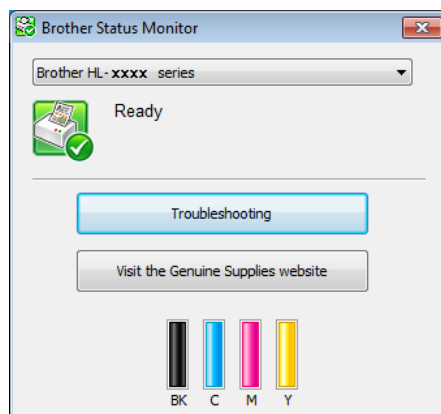 Brother Status Monitor
Brother HL- xxxx series
Ready
Troubleshooting
Visit the Genuine Supplies website
BK C M Y